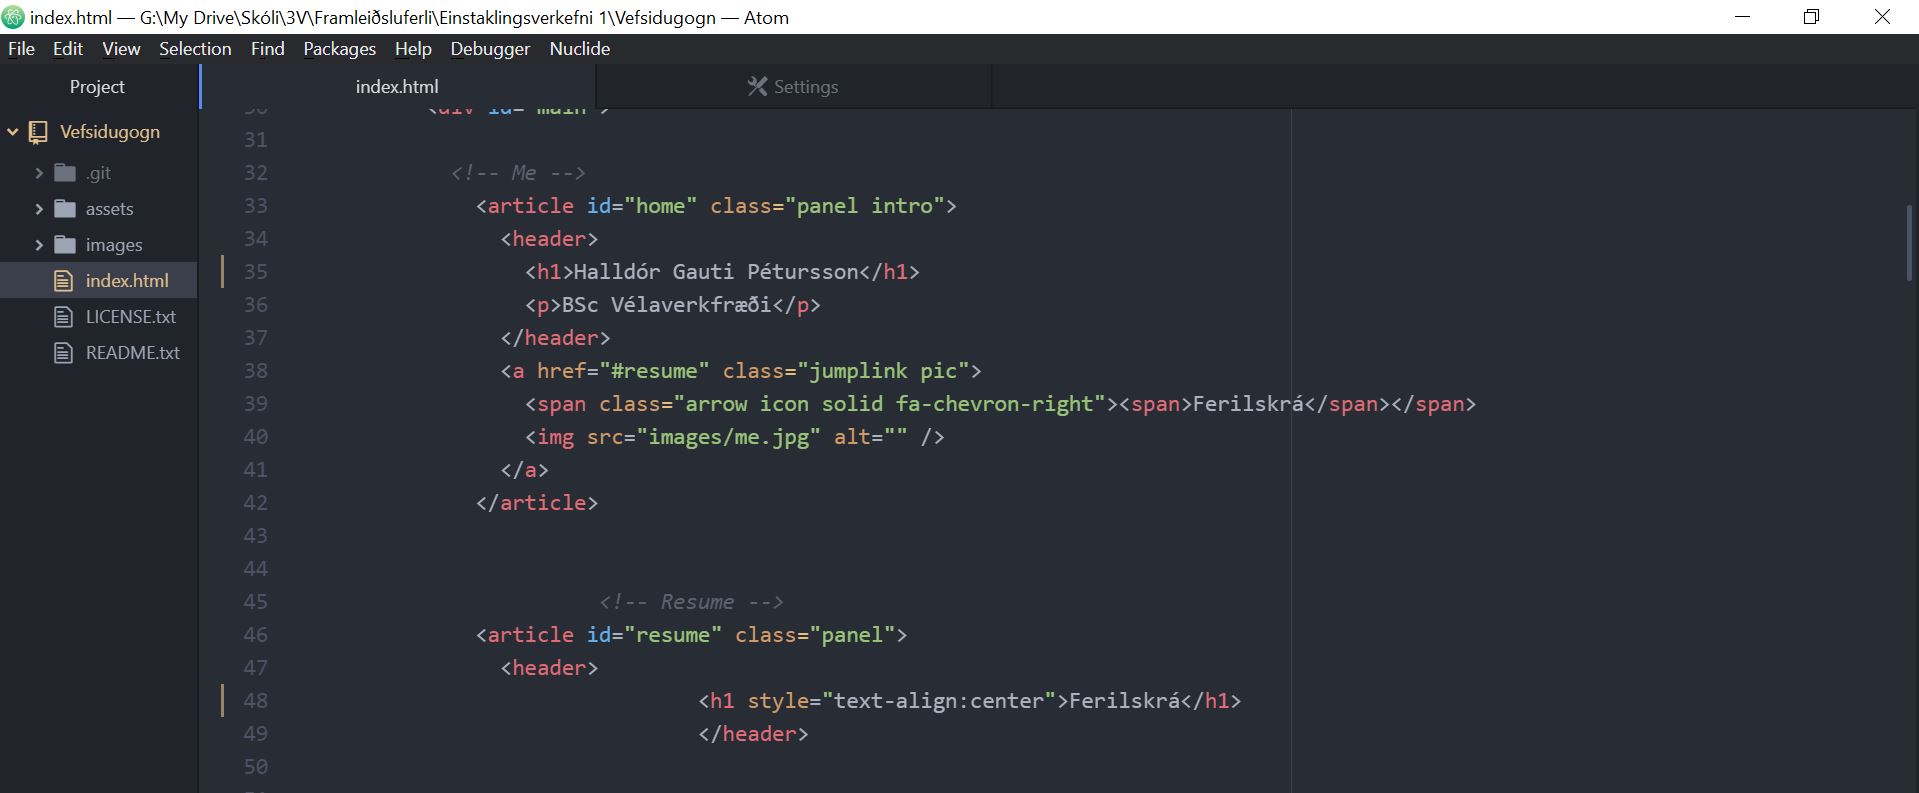 index.html — G:\My Drive\Skóli\3V\Framleiðsluferli\Einstaklingsverkefni 1\Vefsidugogn — Atom
File Edit View Selection Find Packages Help Debugger Nuclide
Project
index.html
Settings
Vefsidugogn
.git
assets
images
index.html
LICENSE.txt
README.txt
30 <div id="main">
31
32 <!-- Me -->
33 <article id="home" class="panel intro">
34 <header>
35 <h1>Halldór Gauti Pétursson</h1>
36 <p>BSc Vélaverkfræði</p>
37 </header>
38 <a href="#resume" class="jumplink pic">
39 <span class="arrow icon solid fa-chevron-right"><span>Ferilskrá</span></span>
40 <img src="images/me.jpg" alt="" />
41 </a>
42 </article>
43
44
45 <!-- Resume -->
46 <article id="resume" class="panel">
47 <header>
48 <h1 style="text-align:center">Ferilskrá</h1>
49 </header>
50